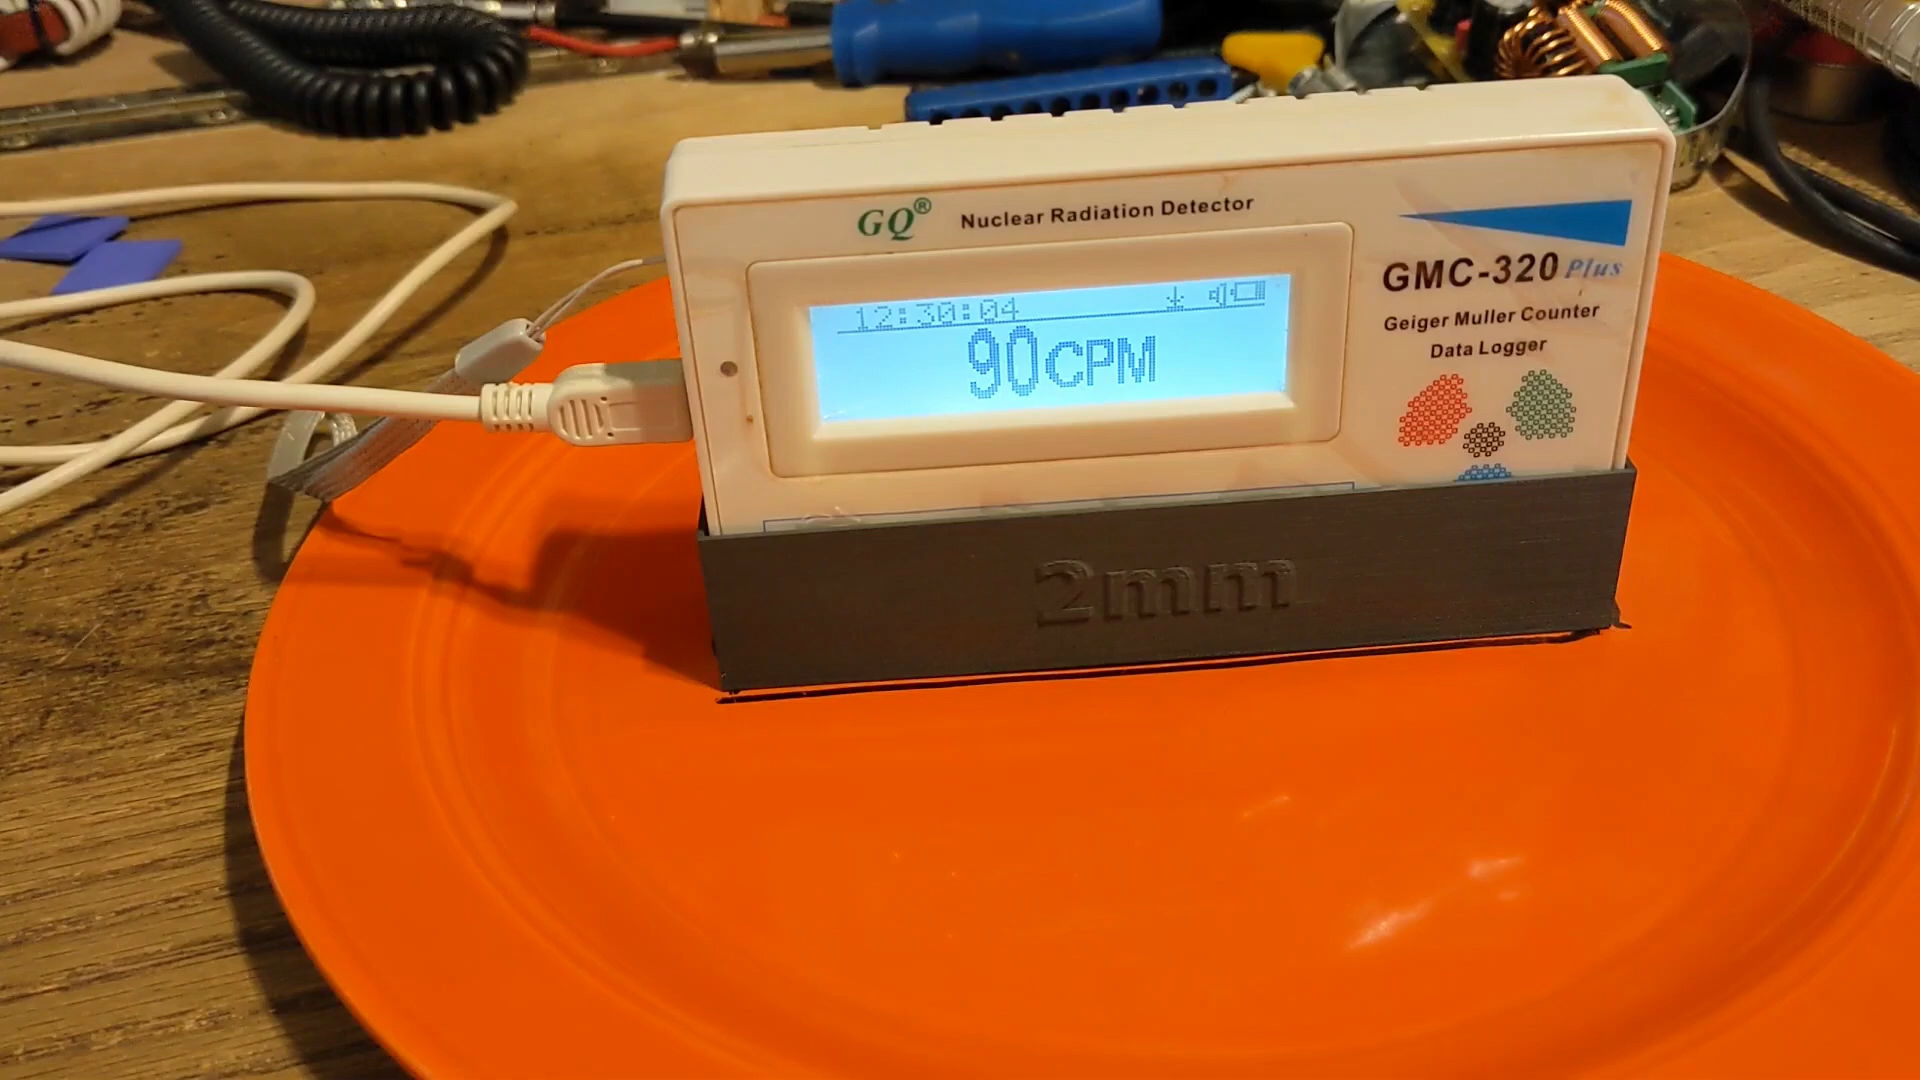 GQ® Nuclear Radiation Detector
12:30:04
90CPM
GMC-320 Plus
Geiger Muller Counter
Data Logger
2mm